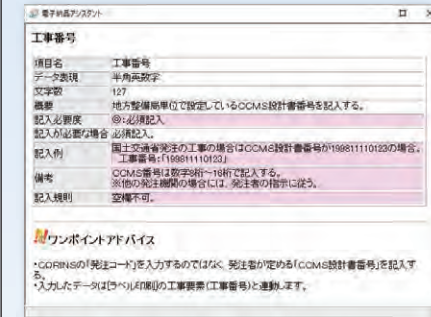 電子納品アシスタント
工事番号
項目名 工事番号
データ表現 半角英数字
文字数 127
概要 地方整備局単位で設定しているCCMS設計書番号を記入する。
記入必要度 ◎:必須記入
記入が必要な場合 必須記入。
記入例 国土交通省発注の工事の場合はCCMS設計書番号が199811110123の場合。
工事番号:「199811110123」
備考 CCMS番号は数字8桁～16桁で記入する。
※他の発注機関の場合には、発注者の指示に従う。
記入規則 空欄不可。
ワンポイントアドバイス
・CORINSの「発注コード」を入力するのではなく、発注者が定める「CCMS設計書番号」を記入す
る。
・入力したデータは[ラベル印刷]の工事要素(工事番号)と連動します。